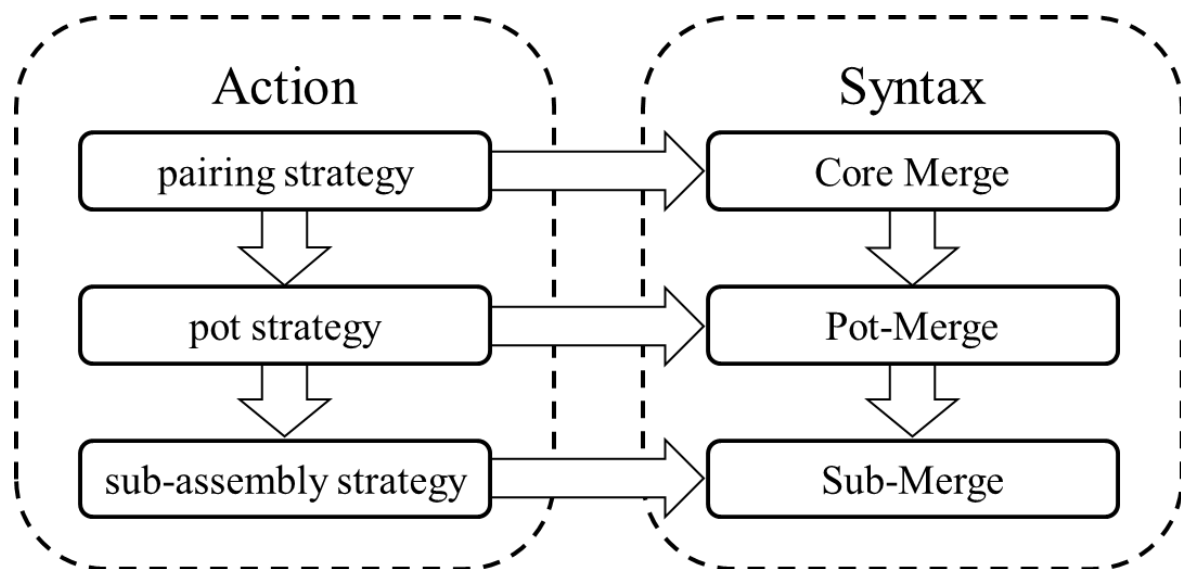 Action
Syntax
pairing strategy
Core Merge
pot strategy
Pot-Merge
sub-assembly strategy
Sub-Merge